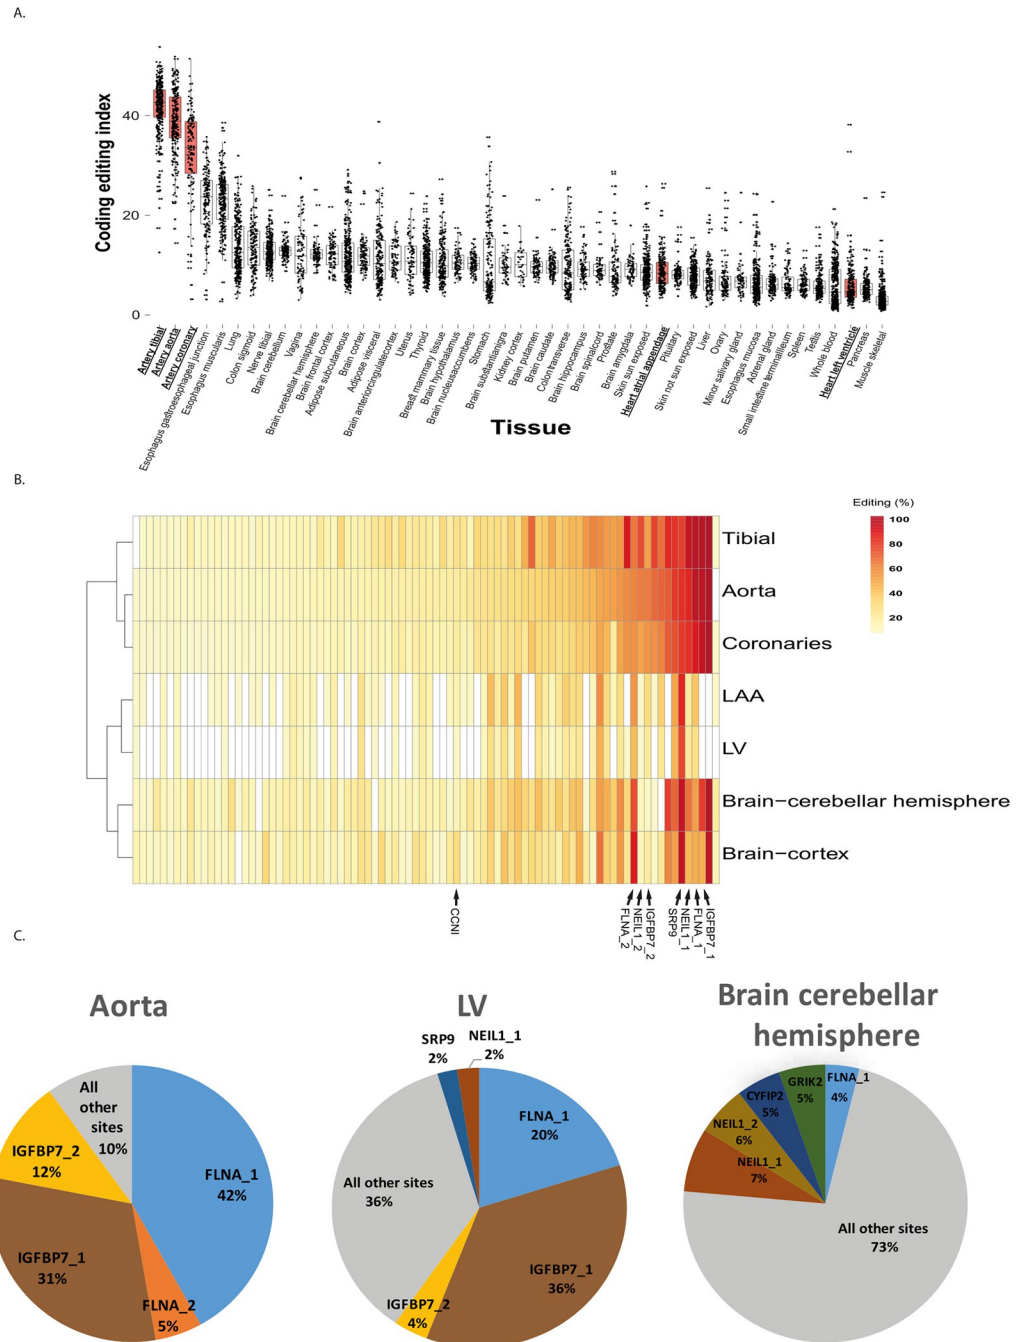 A.
Coding editing index
40
20
0
Artery tibial
Artery aorta
Artery coronary
Esophagus gastroesophageal junction
Esophagus muscularis
Lung
Colon sigmoid
Nerve tibial
Brain cerebellum
Vagina
Brain cerebellar hemisphere
Brain frontal cortex
Adipose subcutaneous
Brain cortex
Adipose visceral
Brain anteriorcingulatecortex
Uterus
Thyroid
Breast mammary tissue
Brain hypothalamus
Brain nucleusaccumbens
Stomach
Brain substantianigra
Kidney cortex
Brain putamen
Brain caudate
Colontransverse
Brain hippocampus
Brain spinalcord
Prostate
Brain amygdala
Skin sun exposed
Heart atrial appendage
Pituitary
Skin not sun exposed
Liver
Ovary
Minor salivary gland
Esophagus mucosa
Adrenal gland
Small intestine terminalileum
Spleen
Testis
Whole blood
Heart left ventricle
Pancreas
Muscle skeletal
Tissue
B.
Editing (%)
100
80
60
40
20
Tibial
Aorta
Coronaries
LAA
LV
Brain-cerebellar hemisphere
Brain-cortex
CCNI
FLNA_2
NEIL1_2
IGFBP7_2
SRP9
NEIL1_1
FLNA_1
IGFBP7_1
C.
Aorta
All
other
sites
10%
IGFBP7_2
12%
FLNA_1
42%
IGFBP7_1
31%
FLNA_2
5%
LV
SRP9
2%
NEIL1_1
2%
FLNA_1
20%
All other sites
36%
IGFBP7_1
36%
IGFBP7_2
4%
Brain cerebellar
hemisphere
GRIK2
5%
FLNA_1
4%
CYFIP2
5%
NEIL1_2
6%
NEIL1_1
7%
All other sites
73%